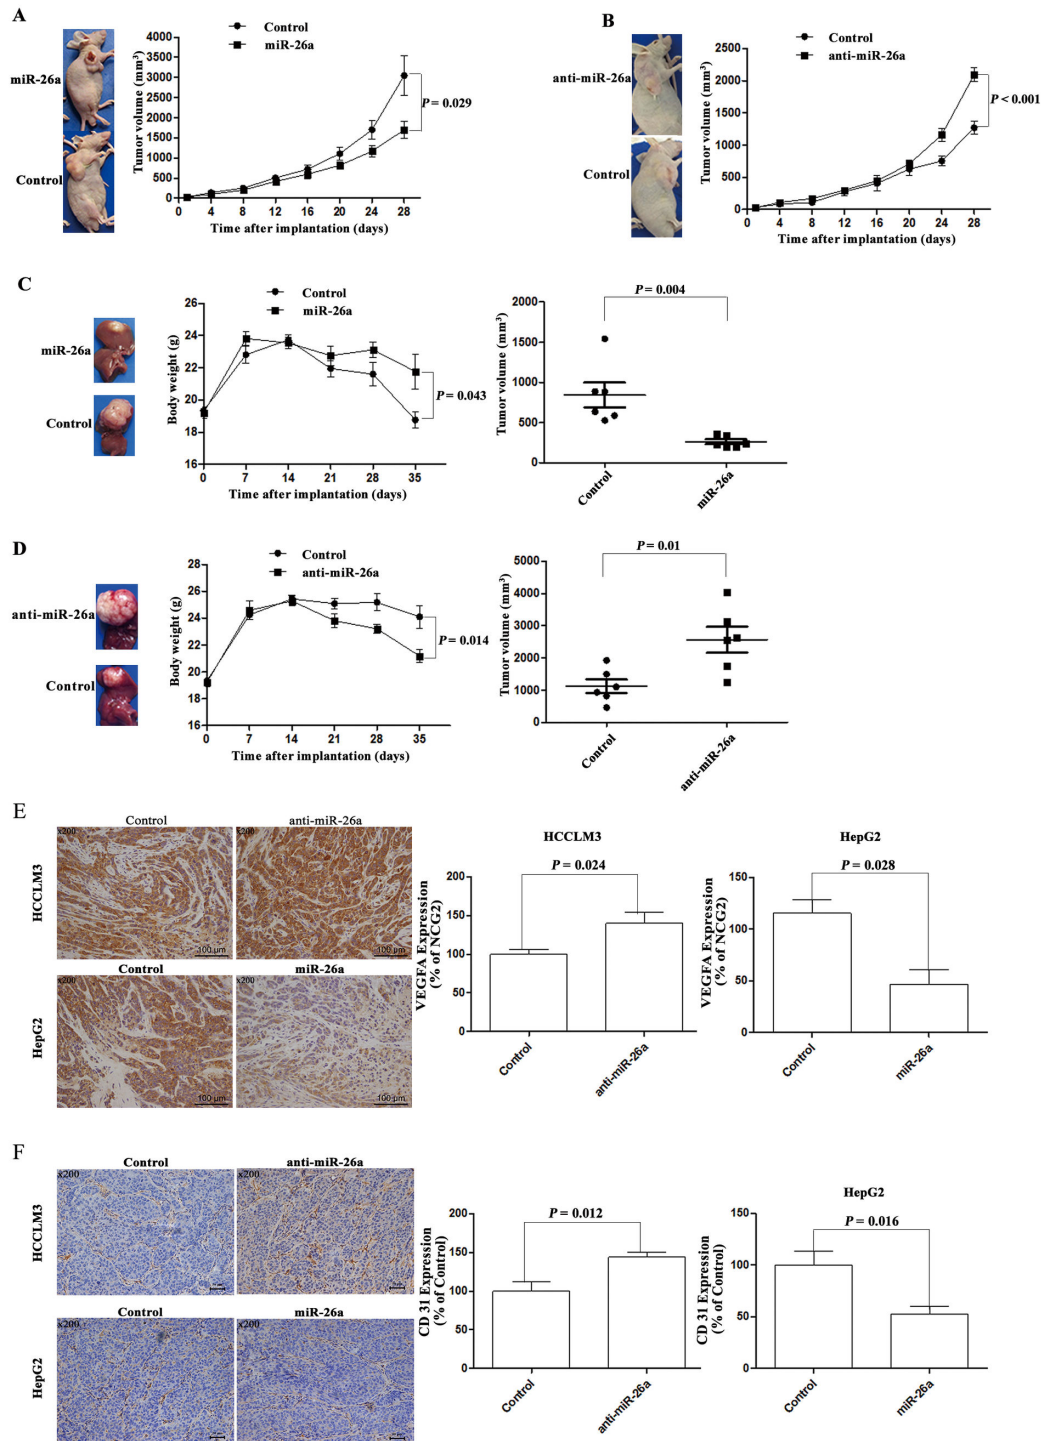 A
Control
miR-26a
miR-26a
Control
Tumor volume (mm³)
4000
3500
3000
2500
2000
1500
1000
500
0
0 4 8 12 16 20 24 28
Time after implantation (days)
P = 0.029
B
Control
anti-miR-26a
anti-miR-26a
Control
Tumor volume (mm³)
2500
2000
1500
1000
500
0
0 4 8 12 16 20 24 28
Time after implantation (days)
P < 0.001
C
miR-26a
Control
Control
miR-26a
Body weight (g)
26
24
22
20
18
16
0 7 14 21 28 35
Time after implantation (days)
P = 0.043
P = 0.004
Tumor volume (mm³)
2000
1500
1000
500
0
Control
miR-26a
D
anti-miR-26a
Control
Control
anti-miR-26a
Body weight (g)
28
26
24
22
20
18
16
0 7 14 21 28 35
Time after implantation (days)
P = 0.014
P = 0.01
Tumor volume (mm³)
5000
4000
3000
2000
1000
0
Control
anti-miR-26a
E
Control anti-miR-26a
HCCLM3
x200 x200
100 µm 100 µm
Control miR-26a
HepG2
x200 x200
100 µm 100 µm
HCCLM3
P = 0.024
VEGFA Expression
(% of NCG2)
200
150
100
50
0
Control
anti-miR-26a
HepG2
P = 0.028
VEGFA Expression
(% of NCG2)
150
100
50
0
Control
miR-26a
F
Control anti-miR-26a
HCCLM3
x200 x200
Control miR-26a
HepG2
x200 x200
P = 0.012
CD 31 Expression
(% of Control)
200
150
100
50
0
Control
anti-miR-26a
HepG2
P = 0.016
CD 31 Expression
(% of Control)
150
100
50
0
Control
miR-26a